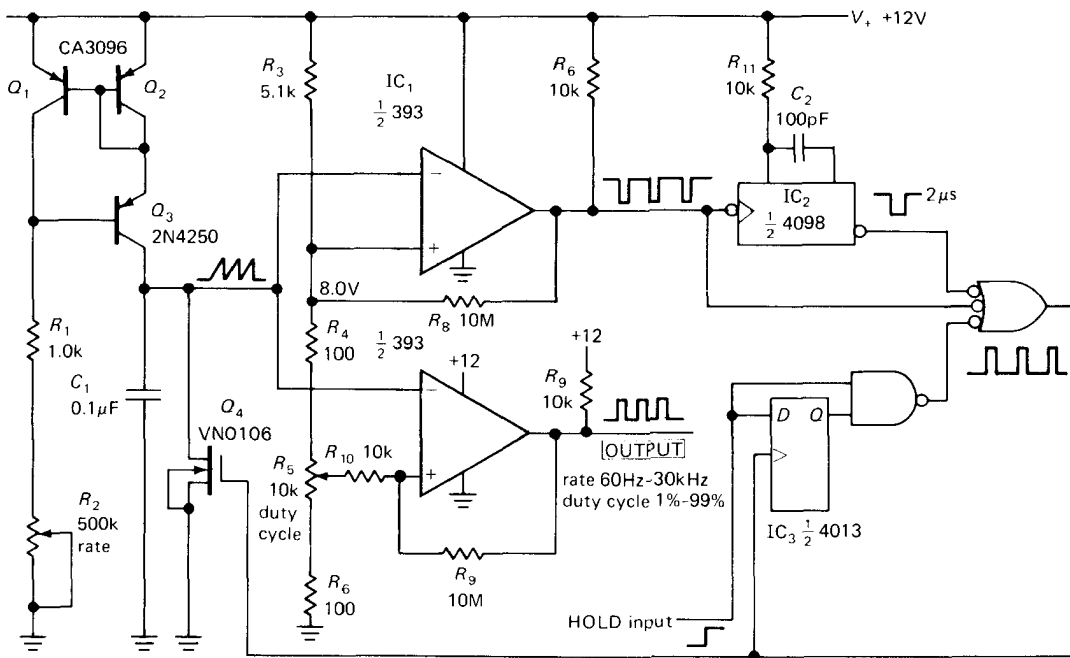 V+ +12V
CA3096
Q1
Q2
Q3
2N4250
R1
1.0k
C1
0.1μF
R2
500k
rate
Q4
VN0106
R3
5.1k
IC1
1/2 393
−
+
8.0V
R8 10M
R4
100
1/2 393
+12
−
+
R5
10k
duty
cycle
R10 10k
R9
10M
R6
100
R6
10k
R9
10k
+12
OUTPUT
rate 60Hz-30kHz
duty cycle 1%-99%
R11
10k
C2
100pF
IC2
1/2 4098
2μs
D Q
IC3 1/2 4013
HOLD input